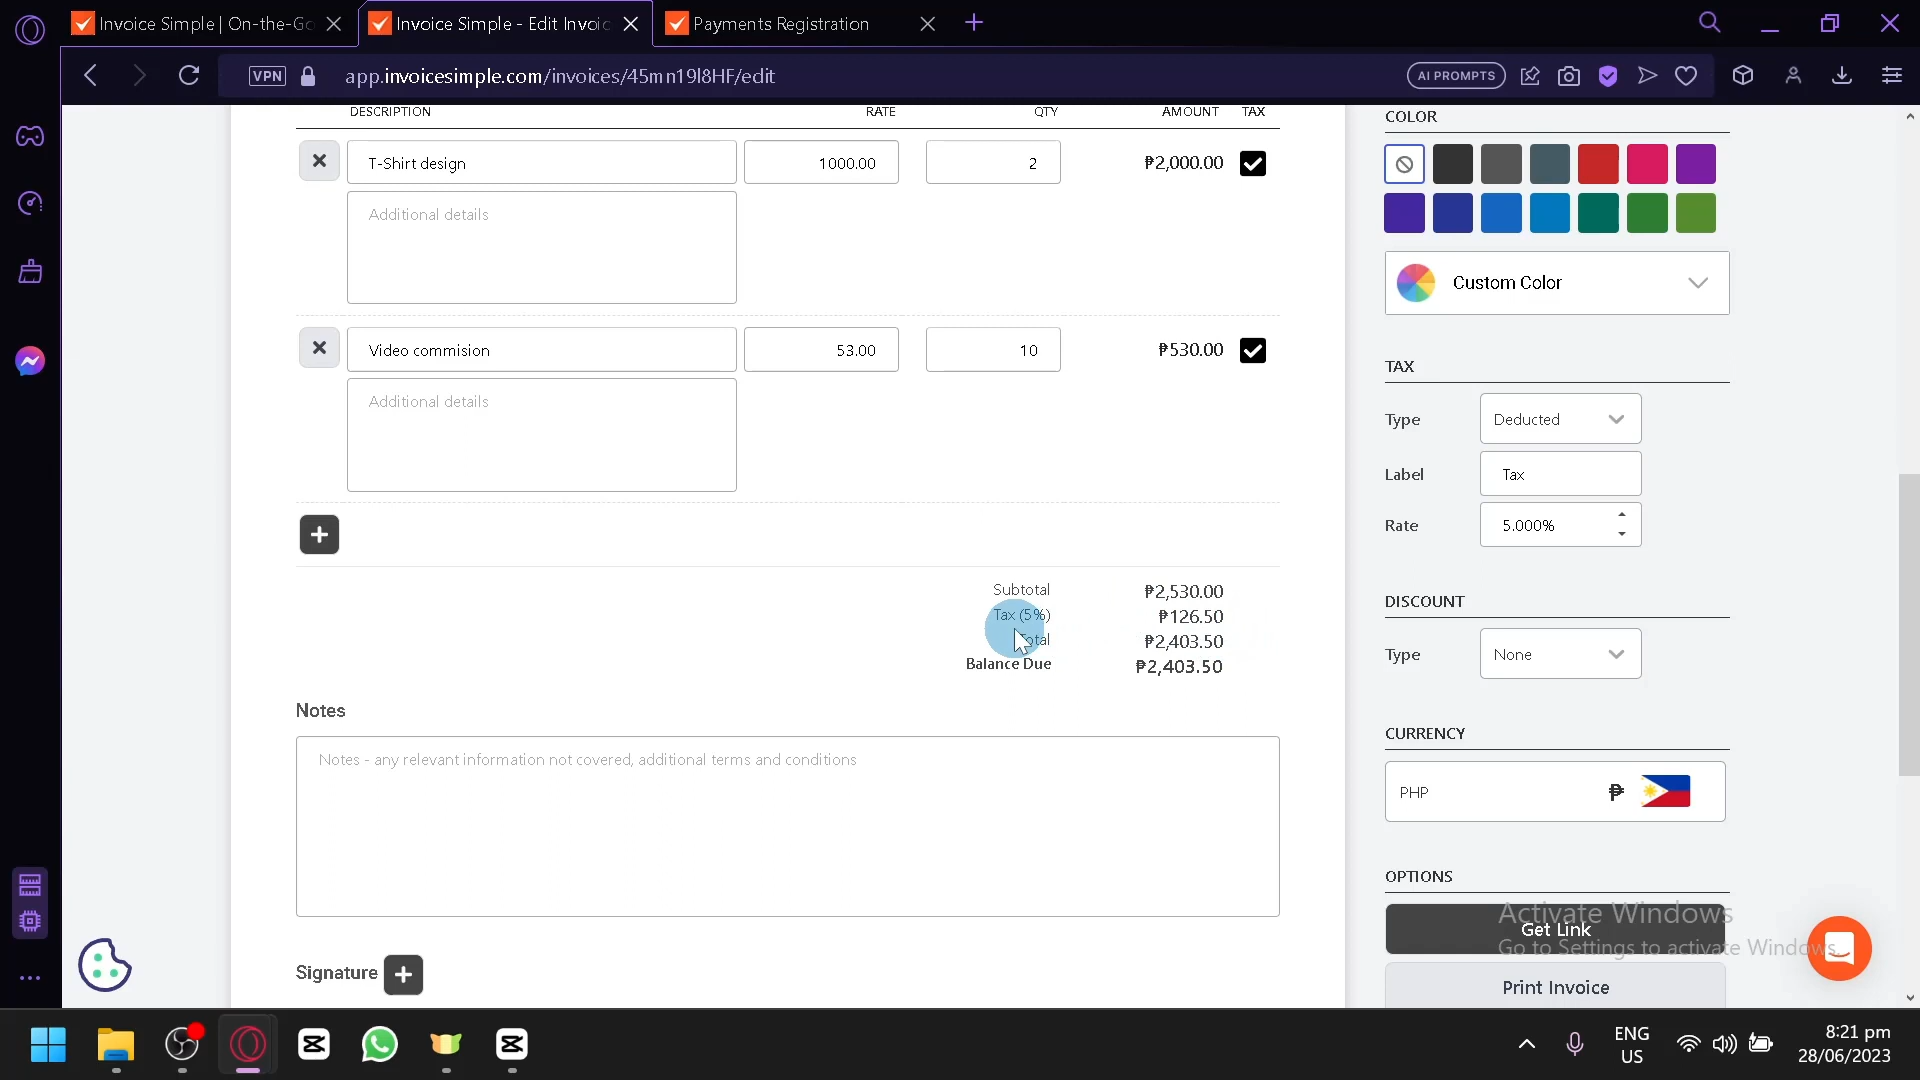 Invoice Simple | On-the-Go
Invoice Simple - Edit Invoic
Payments Registration
VPN
app.invoicesimple.com/invoices/45mn19l8HF/edit
AI PROMPTS
DESCRIPTION RATE QTY AMOUNT TAX
T-Shirt design 1000.00 2 ₱2,000.00
Additional details
Video commision 53.00 10 ₱530.00
Additional details
Subtotal ₱2,530.00
Tax (5%) ₱126.50
Total ₱2,403.50
Balance Due ₱2,403.50
Notes
Notes - any relevant information not covered, additional terms and conditions
Signature
COLOR
Custom Color
TAX
Type Deducted
Label Tax
Rate 5.000%
DISCOUNT
Type None
CURRENCY
PHP ₱
OPTIONS
Get Link
Print Invoice
Activate Windows
Go to Settings to activate Windows.
ENG
US
8:21 pm
28/06/2023